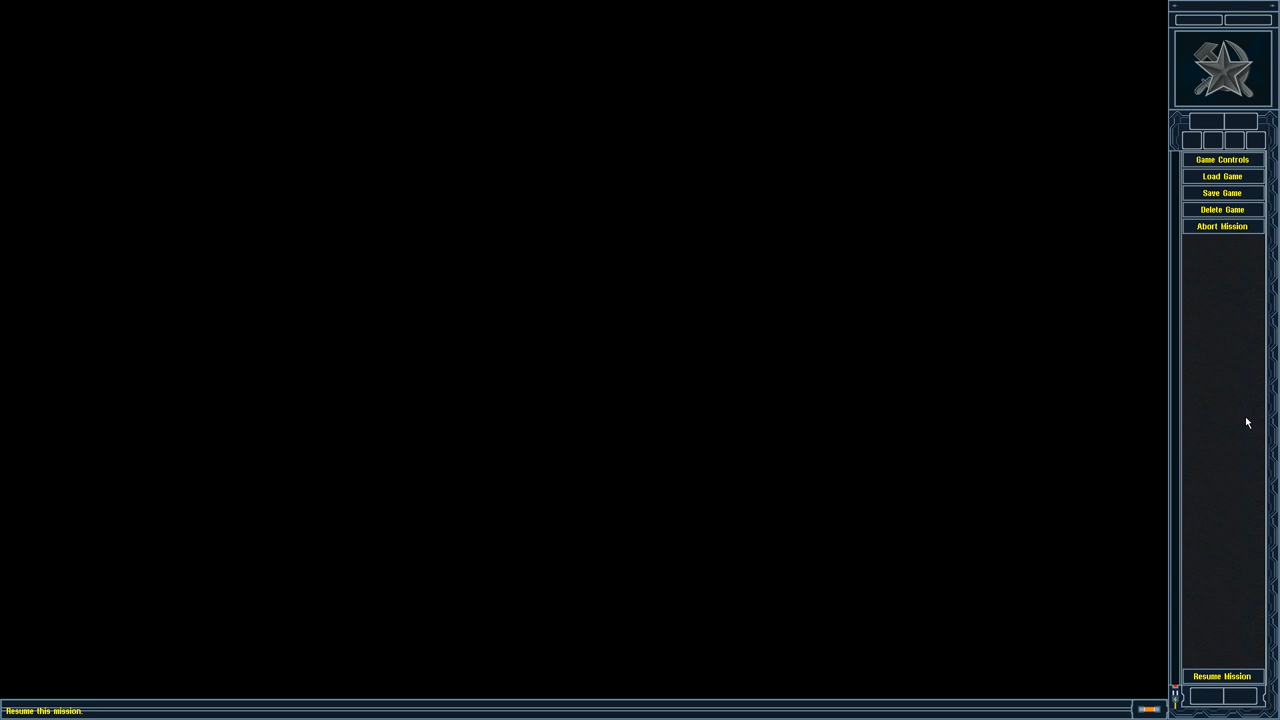 Game Controls
Load Game
Save Game
Delete Game
Abort Mission
Resume Mission
Resume this mission.